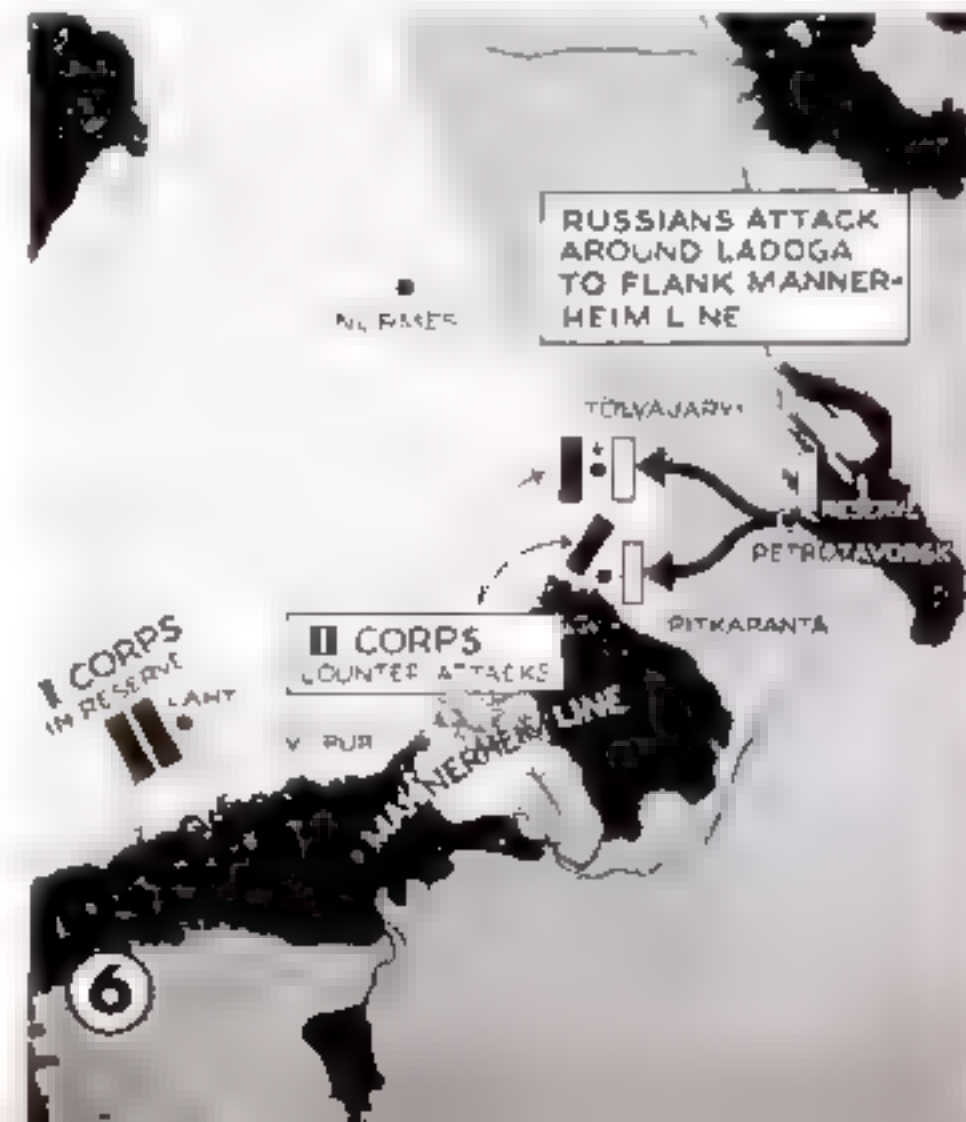 RUSSIANS ATTACK
AROUND LADOGA
TO FLANK MANNER-
HEIM LINE
TOLVAJARVI
PETROZAVODSK
PITKARANTA
II CORPS
COUNTER ATTACKS
I CORPS
IN RESERVE
LAHTI
MANNERHEIM LINE
6